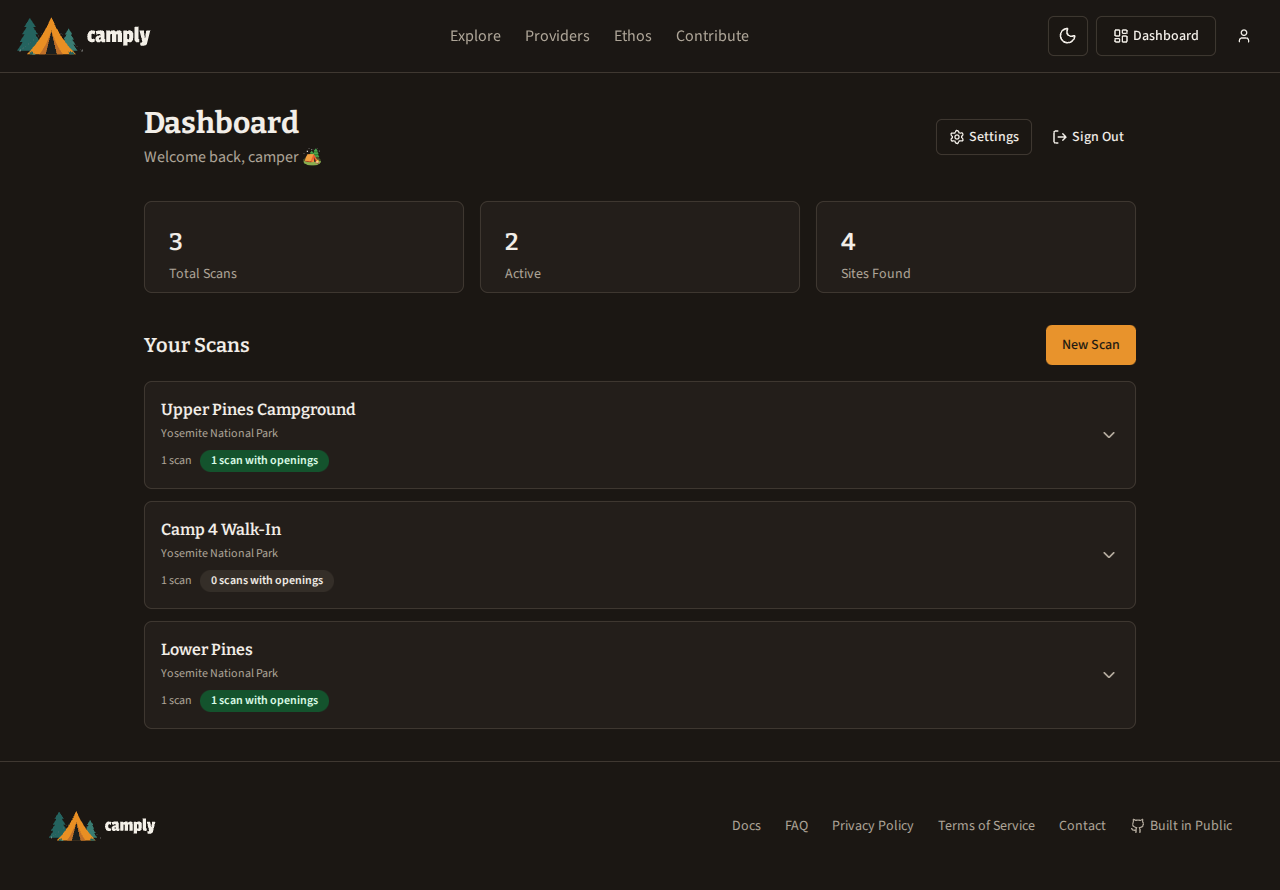 camply
Explore Providers Ethos Contribute
Dashboard
Dashboard
Welcome back, camper
Settings
Sign Out
3
Total Scans
2
Active
4
Sites Found
Your Scans
New Scan
Upper Pines Campground
Yosemite National Park
1 scan 1 scan with openings
Camp 4 Walk-In
Yosemite National Park
1 scan 0 scans with openings
Lower Pines
Yosemite National Park
1 scan 1 scan with openings
camply
Docs FAQ Privacy Policy Terms of Service Contact Built in Public